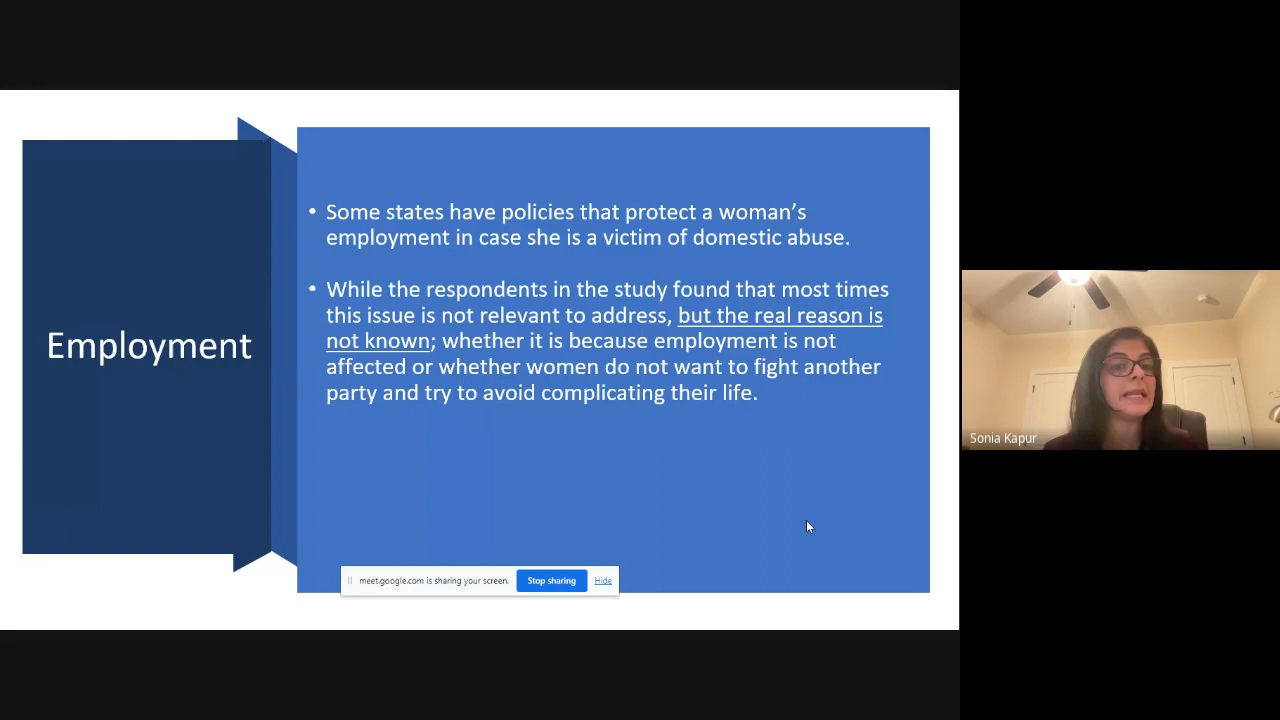 Employment
• Some states have policies that protect a woman’s
employment in case she is a victim of domestic abuse.
• While the respondents in the study found that most times
this issue is not relevant to address, but the real reason is
not known; whether it is because employment is not
affected or whether women do not want to fight another
party and try to avoid complicating their life.
meet.google.com is sharing your screen.
Stop sharing
Hide
Sonia Kapur